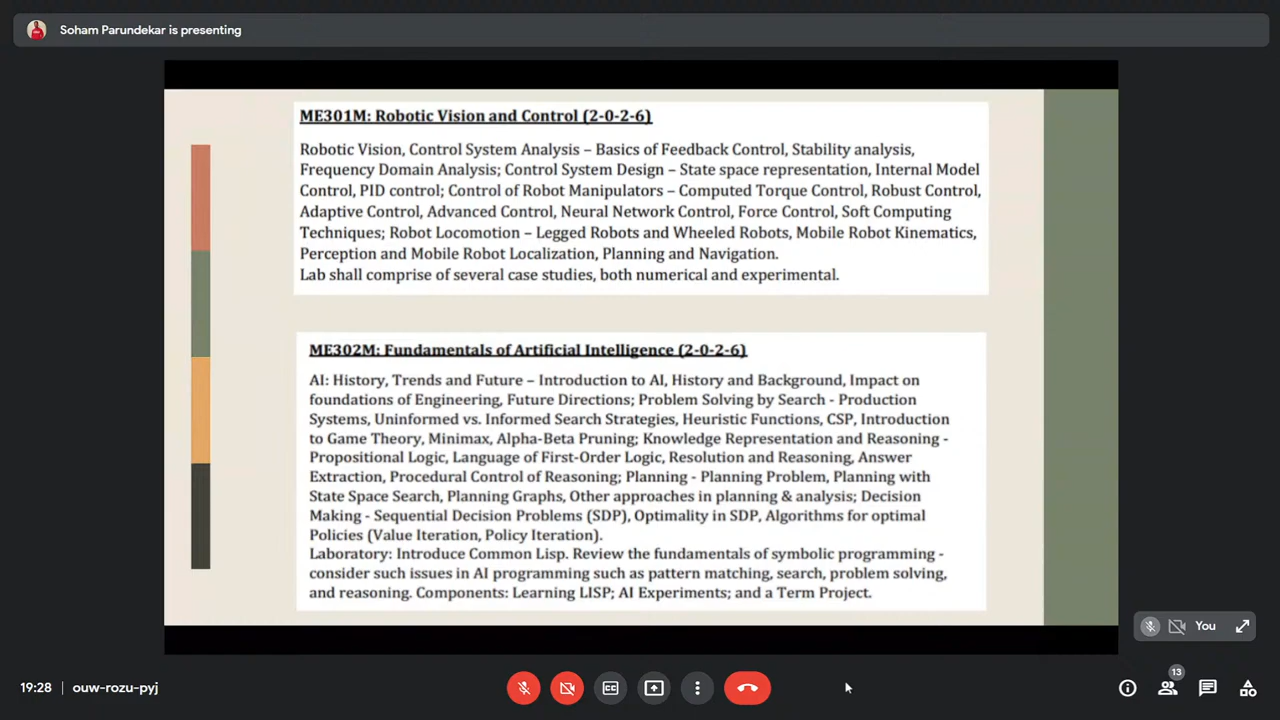 Soham Parundekar is presenting
ME301M: Robotic Vision and Control (2-0-2-6)
Robotic Vision, Control System Analysis – Basics of Feedback Control, Stability analysis,
Frequency Domain Analysis; Control System Design – State space representation, Internal Model
Control, PID control; Control of Robot Manipulators – Computed Torque Control, Robust Control,
Adaptive Control, Advanced Control, Neural Network Control, Force Control, Soft Computing
Techniques; Robot Locomotion – Legged Robots and Wheeled Robots, Mobile Robot Kinematics,
Perception and Mobile Robot Localization, Planning and Navigation.
Lab shall comprise of several case studies, both numerical and experimental.
ME302M: Fundamentals of Artificial Intelligence (2-0-2-6)
AI: History, Trends and Future – Introduction to AI, History and Background, Impact on
foundations of Engineering, Future Directions; Problem Solving by Search - Production
Systems, Uninformed vs. Informed Search Strategies, Heuristic Functions, CSP, Introduction
to Game Theory, Minimax, Alpha-Beta Pruning; Knowledge Representation and Reasoning -
Propositional Logic, Language of First-Order Logic, Resolution and Reasoning, Answer
Extraction, Procedural Control of Reasoning; Planning - Planning Problem, Planning with
State Space Search, Planning Graphs, Other approaches in planning & analysis; Decision
Making - Sequential Decision Problems (SDP), Optimality in SDP, Algorithms for optimal
Policies (Value Iteration, Policy Iteration).
Laboratory: Introduce Common Lisp. Review the fundamentals of symbolic programming -
consider such issues in AI programming such as pattern matching, search, problem solving,
and reasoning. Components: Learning LISP; AI Experiments; and a Term Project.
You
19:28 | ouw-rozu-pyj
CC
13